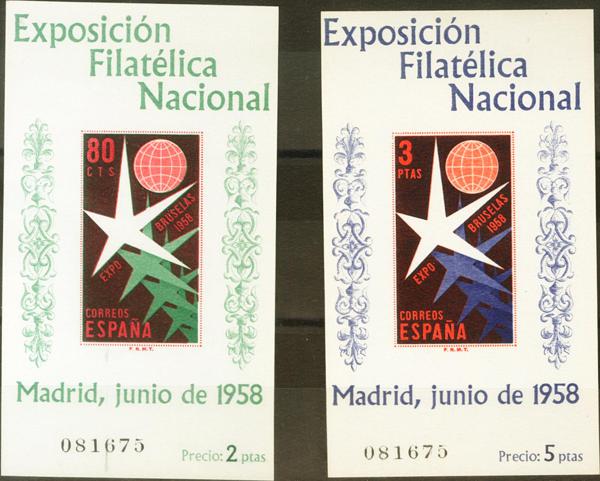 Exposición
Filatélica
Nacional
80
CTS
EXPO BRUSELAS
1958
CORREOS
ESPAÑA
F.N.M.T.
Madrid, junio de 1958
081675
Precio: 2 ptas
Exposición
Filatélica
Nacional
3
PTAS
EXPO BRUSELAS
1958
CORREOS
ESPAÑA
F.N.M.T.
Madrid, junio de 1958
081675
Precio: 5 ptas